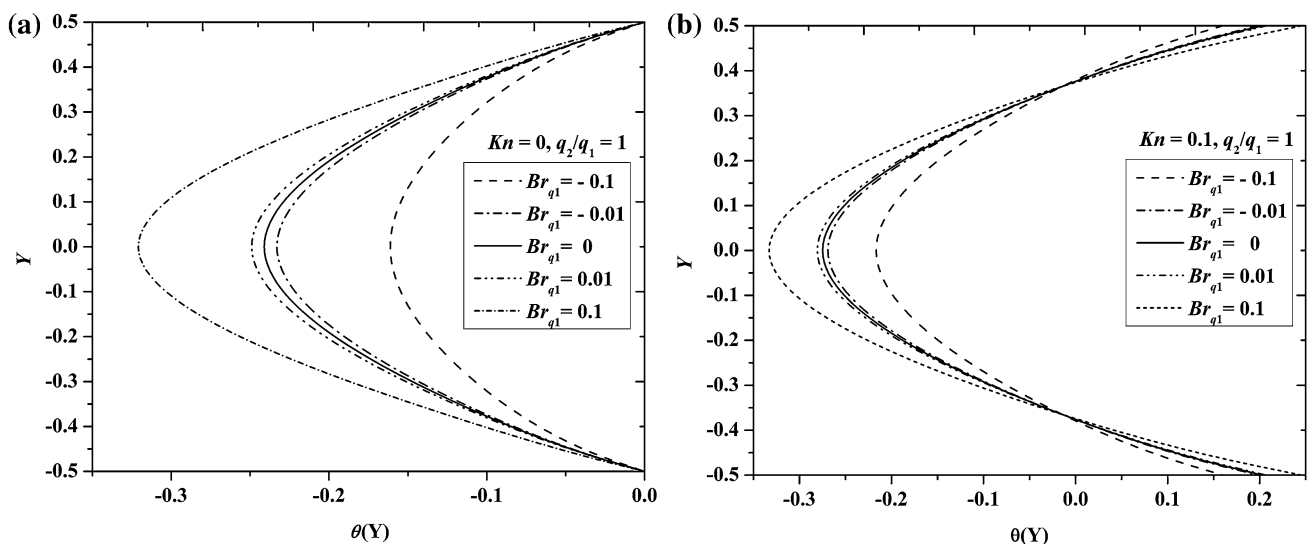 (a)
0.5
0.4
0.3
0.2
0.1
0.0
-0.1
-0.2
-0.3
-0.4
-0.5
Y
Kn = 0, q2/q1 = 1
Brq1= - 0.1
Brq1= - 0.01
Brq1= 0
Brq1= 0.01
Brq1= 0.1
-0.3
-0.2
-0.1
0.0
θ(Y)
(b)
0.5
0.4
0.3
0.2
0.1
0.0
-0.1
-0.2
-0.3
-0.4
-0.5
Y
Kn = 0.1, q2/q1 = 1
Brq1= - 0.1
Brq1= - 0.01
Brq1= 0
Brq1= 0.01
Brq1= 0.1
-0.3
-0.2
-0.1
0.0
0.1
0.2
θ(Y)